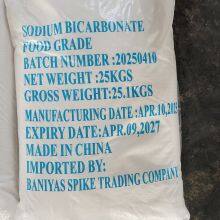 SODIUM BICARBONATE
FOOD GRADE
BATCH NUMBER :20250410
NET WEIGHT :25KGS
GROSS WEIGHT:25.1KGS
MANUFACTURING DATE :APR.10,
EXPIRY DATE :APR.09,2027
MADE IN CHINA
IMPORTED BY:
BANIYAS SPIKE TRADING COMPANY